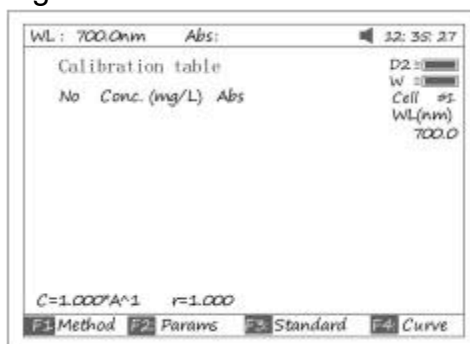 WL: 700.0nm Abs: 12:35:27
Calibration table
D2:
W :
No Conc.(mg/L) Abs
Cell #1
WL(nm)
700.0
C=1.000*A^1 r=1.000
F1 Method F2 Params F3 Standard F4 Curve